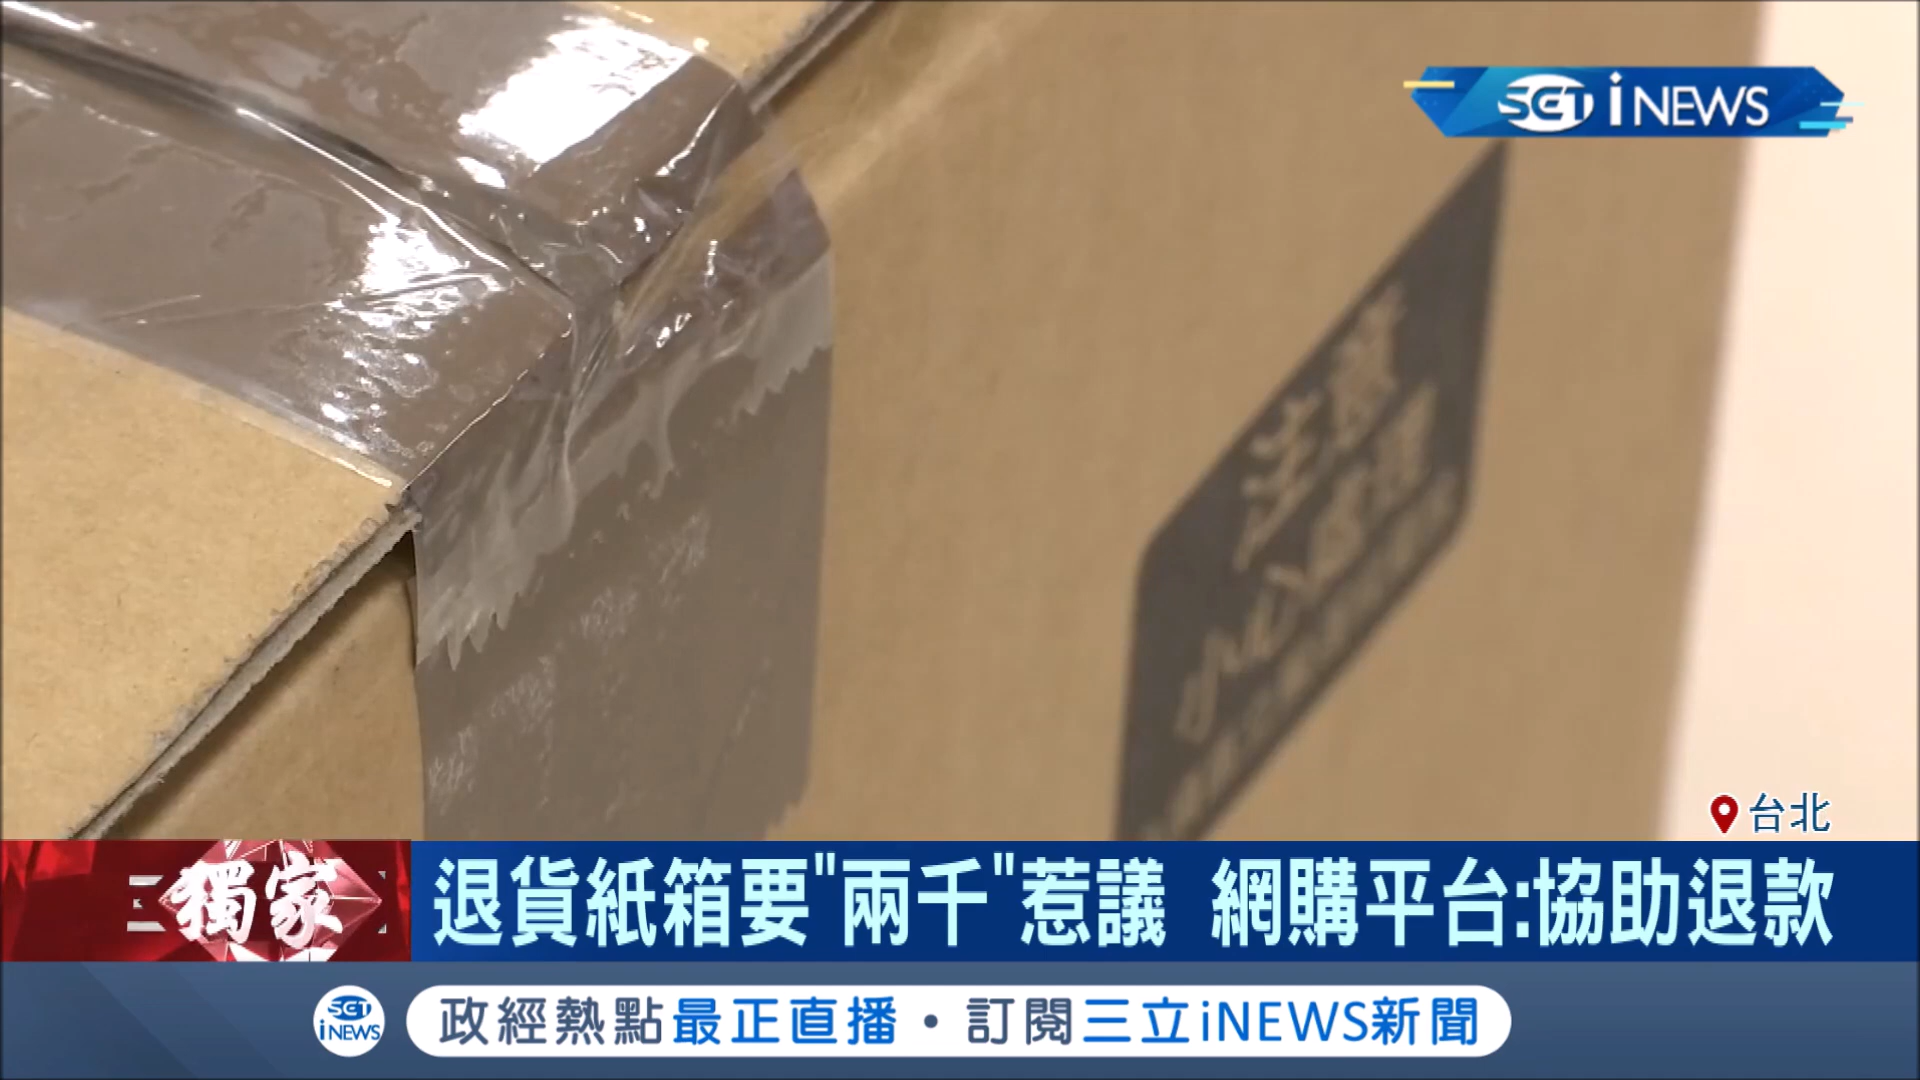 SET iNEWS
小心
台北
獨家
退貨紙箱要"兩千"惹議 網購平台:協助退款
SET iNEWS
政經熱點最正直播・訂閱三立iNEWS新聞